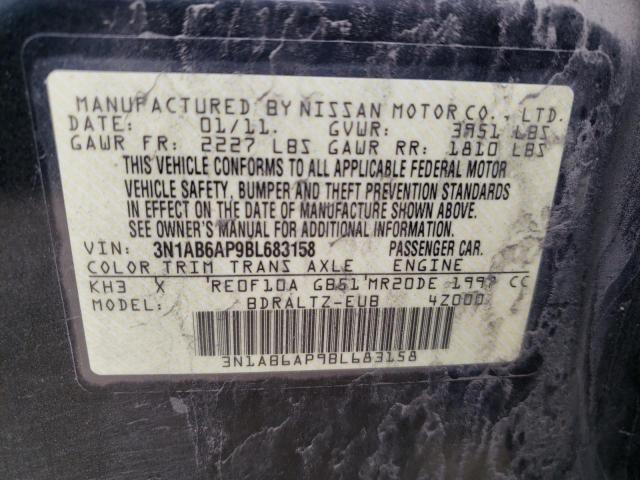 MANUFACTURED BY NISSAN MOTOR CO., LTD.
DATE: 01/11. GVWR: 3951 LBS
GAWR FR: 2227 LBS GAWR RR: 1810 LBS
THIS VEHICLE CONFORMS TO ALL APPLICABLE FEDERAL MOTOR
VEHICLE SAFETY, BUMPER AND THEFT PREVENTION STANDARDS
IN EFFECT ON THE DATE OF MANUFACTURE SHOWN ABOVE.
SEE OWNER'S MANUAL FOR ADDITIONAL INFORMATION.
VIN: 3N1AB6AP9BL683158 PASSENGER CAR.
COLOR TRIM TRANS AXLE ENGINE
KH3 X RE0F10A GB51 MR20DE 1997 CC
MODEL: BDRALTZ-EUB 4Z000
3N1AB6AP9BL683158